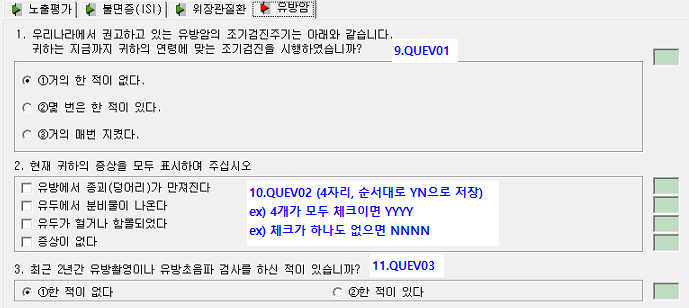 노출평가 불면증(ISI) 위장관질환 유방암
1. 우리나라에서 권고하고 있는 유방암의 조기검진주기는 아래와 같습니다.
귀하는 지금까지 귀하의 연령에 맞는 조기검진을 시행하였습니까?
9.QUEV01
①거의 한 적이 없다.
②몇 번은 한 적이 있다.
③거의 매번 지켰다.
2. 현재 귀하의 증상을 모두 표시하며 주십시오
유방에서 종괴(덩어리)가 만져진다
유두에서 분비물이 나온다
유두가 헐거나 함몰되었다
증상이 없다
10.QUEV02 (4자리, 순서대로 YN으로 저장)
ex) 4개가 모두 체크이면 YYYY
ex) 체크가 하나도 없으면 NNNN
3. 최근 2년간 유방촬영이나 유방초음파 검사를 하신 적이 있습니까?
11.QUEV03
①한 적이 없다 ②한 적이 있다